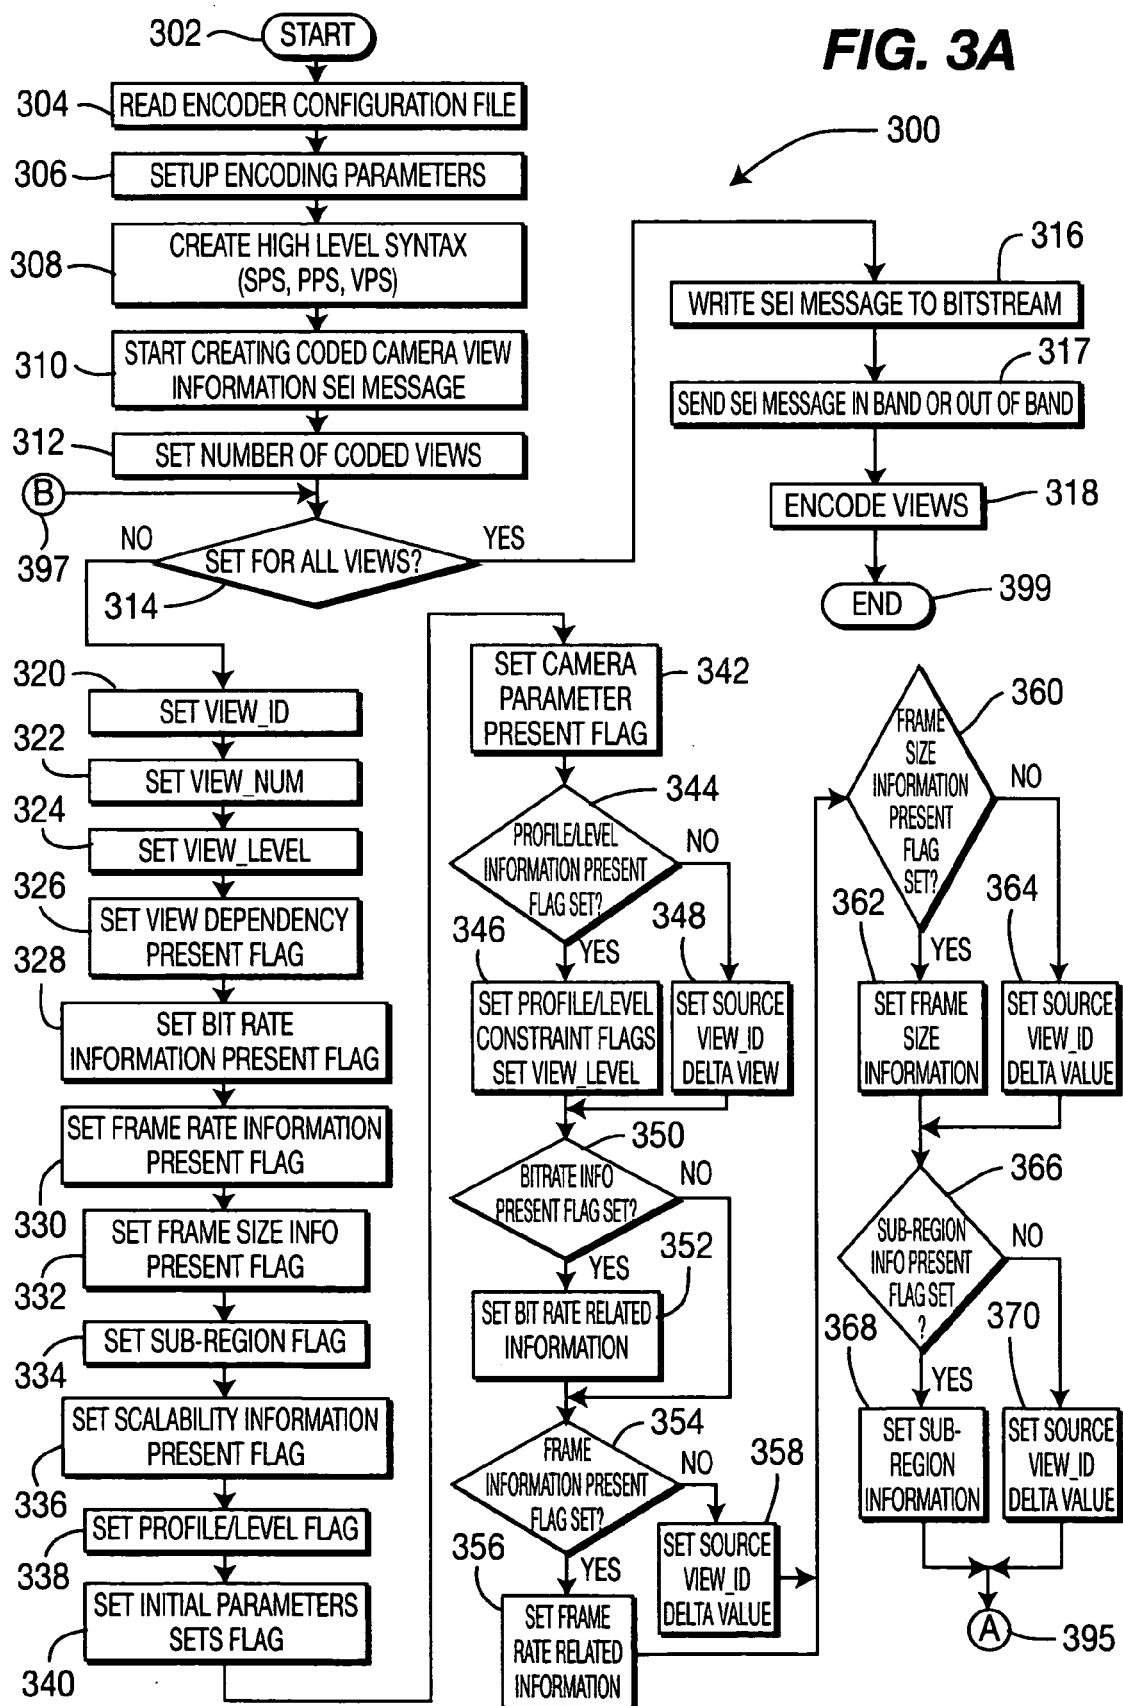 FIG. 3A
300
302
START
304
READ ENCODER CONFIGURATION FILE
306
SETUP ENCODING PARAMETERS
308
CREATE HIGH LEVEL SYNTAX
(SPS, PPS, VPS)
310
START CREATING CODED CAMERA VIEW
INFORMATION SEI MESSAGE
312
SET NUMBER OF CODED VIEWS
B
397
NO
SET FOR ALL VIEWS?
YES
314
316
WRITE SEI MESSAGE TO BITSTREAM
317
SEND SEI MESSAGE IN BAND OR OUT OF BAND
ENCODE VIEWS
318
END
399
320
SET VIEW_ID
322
SET VIEW_NUM
324
SET VIEW_LEVEL
326
SET VIEW DEPENDENCY
PRESENT FLAG
328
SET BIT RATE
INFORMATION PRESENT FLAG
SET FRAME RATE INFORMATION
PRESENT FLAG
330
SET FRAME SIZE INFO
PRESENT FLAG
332
SET SUB-REGION FLAG
334
SET SCALABILITY INFORMATION
PRESENT FLAG
336
SET PROFILE/LEVEL FLAG
338
SET INITIAL PARAMETERS
SETS FLAG
340
SET CAMERA
PARAMETER
PRESENT FLAG
342
344
PROFILE/LEVEL
INFORMATION PRESENT
FLAG SET?
NO
YES
346
SET PROFILE/LEVEL
CONSTRAINT FLAGS
SET VIEW_LEVEL
348
SET SOURCE
VIEW_ID
DELTA VIEW
350
BITRATE INFO
PRESENT FLAG SET?
NO
YES
352
SET BIT RATE RELATED
INFORMATION
354
FRAME
INFORMATION PRESENT
FLAG SET?
NO
YES
356
SET FRAME
RATE RELATED
INFORMATION
358
SET SOURCE
VIEW_ID
DELTA VALUE
360
FRAME
SIZE
INFORMATION
PRESENT
FLAG
SET?
NO
YES
362
SET FRAME
SIZE
INFORMATION
364
SET SOURCE
VIEW_ID
DELTA VALUE
366
SUB-REGION
INFO PRESENT
FLAG SET
?
NO
YES
368
SET SUB-
REGION
INFORMATION
370
SET SOURCE
VIEW_ID
DELTA VALUE
A
395